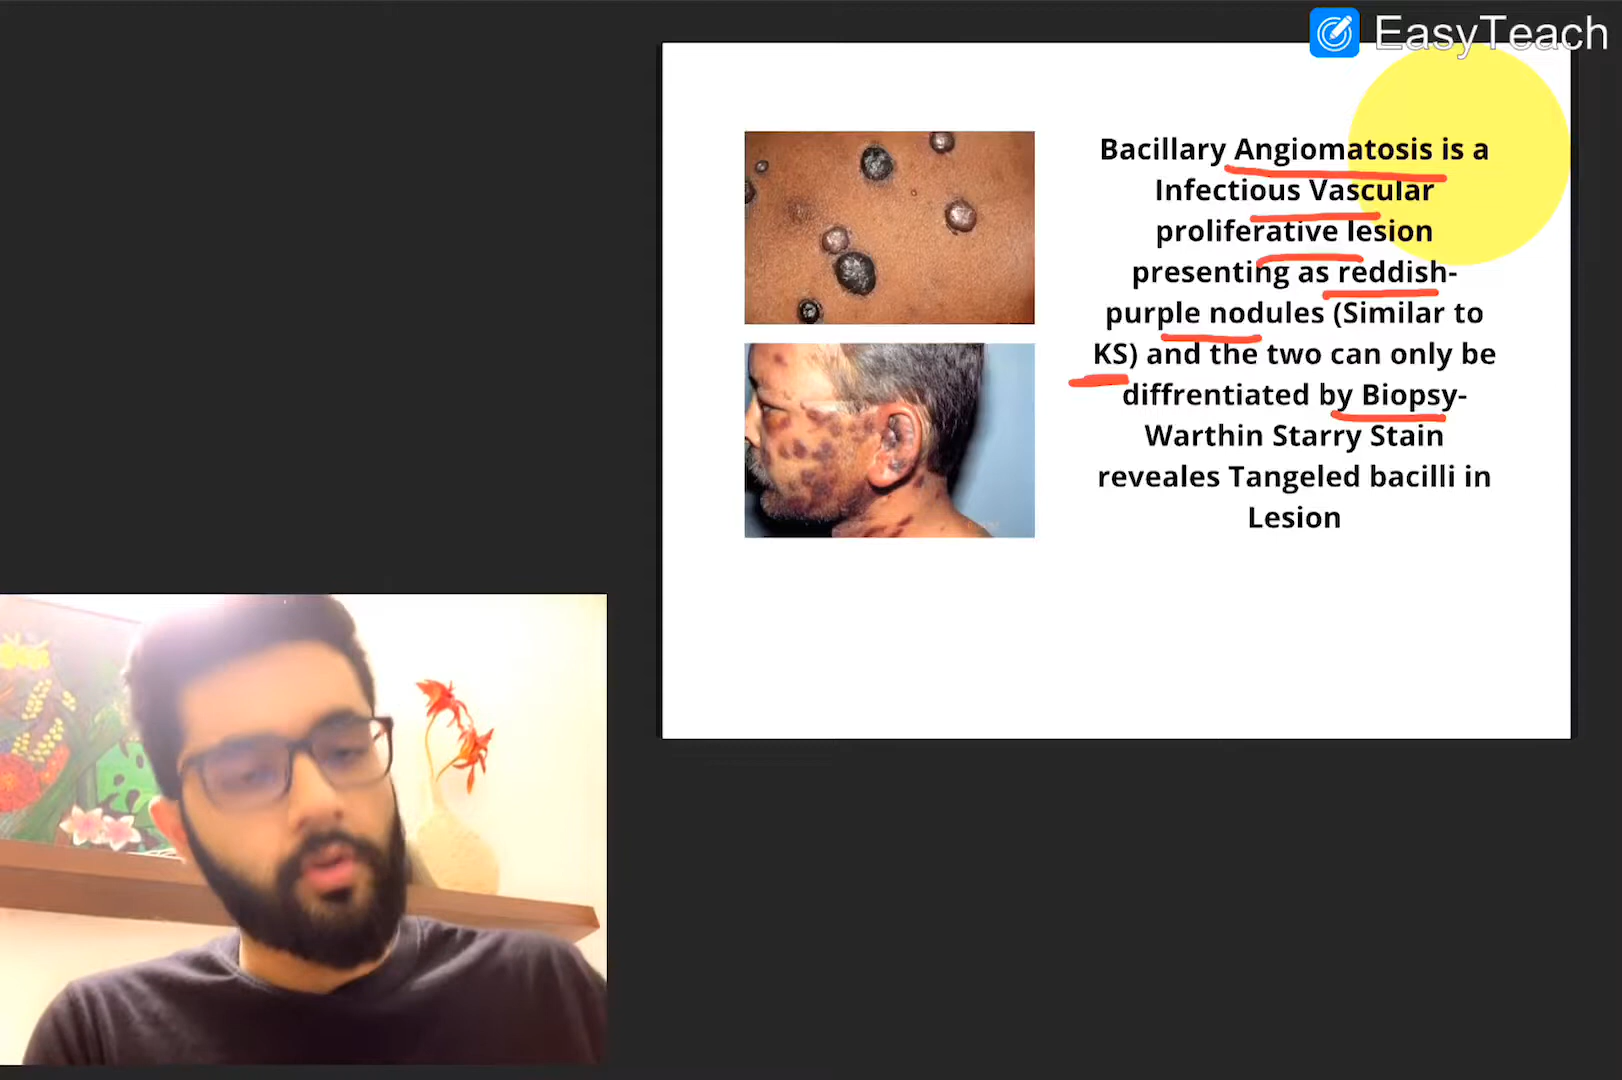 EasyTeach
Bacillary Angiomatosis is a
Infectious Vascular
proliferative lesion
presenting as reddish-
purple nodules (Similar to
KS) and the two can only be
diffrentiated by Biopsy-
Warthin Starry Stain
reveales Tangeled bacilli in
Lesion